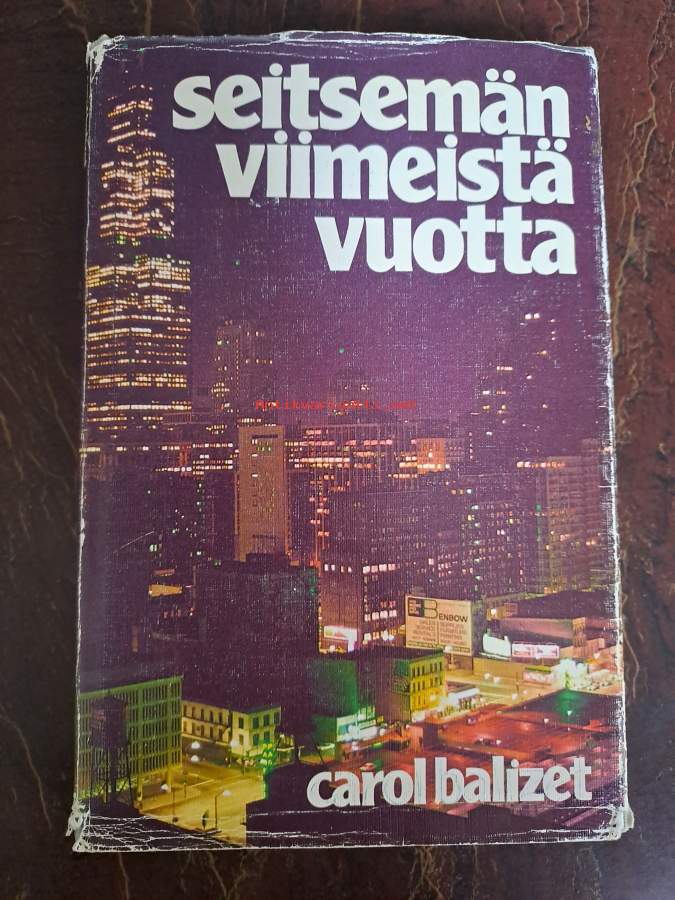 seitsemän
viimeistä
vuotta
BENBOW
carol balizet